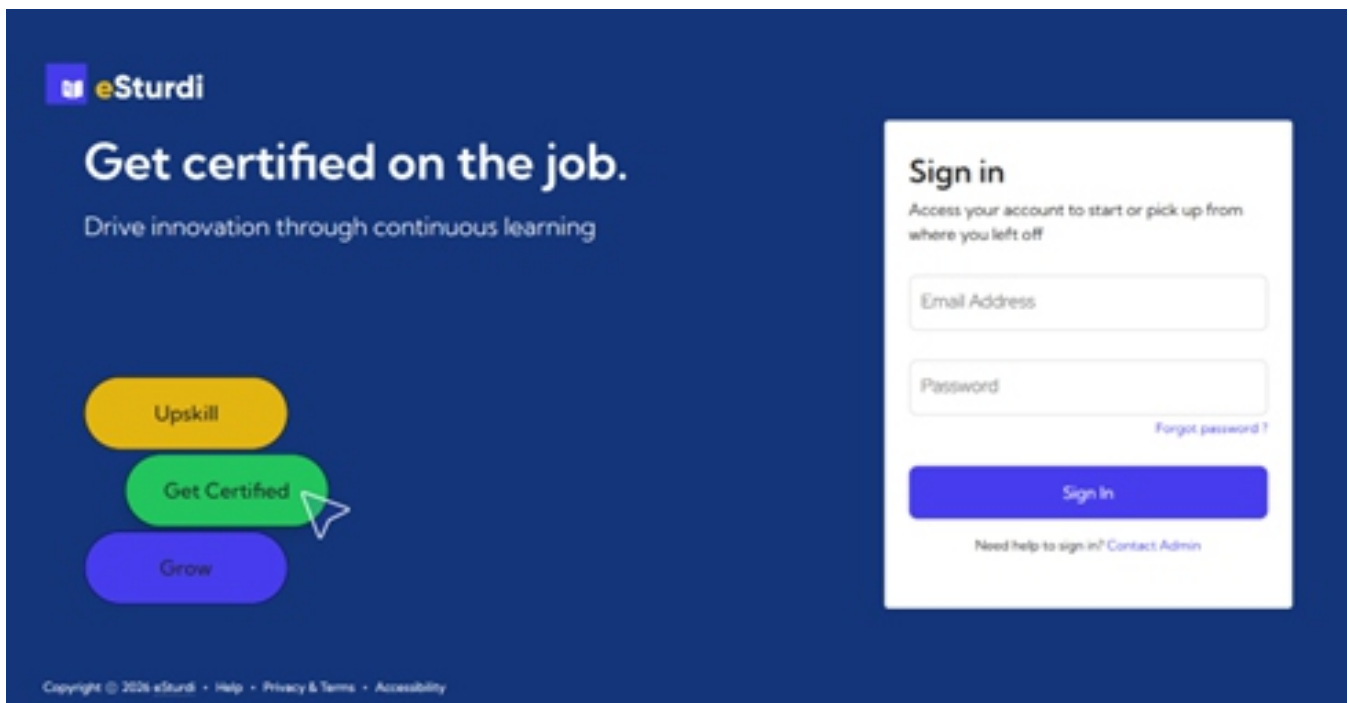 eSturdi
Get certified on the job.
Drive innovation through continuous learning
Upskill
Get Certified
Grow
Sign in
Access your account to start or pick up from
where you left off
Email Address
Password
Forgot password ?
Sign In
Need help to sign in? Contact Admin
Copyright © 2026 eSturdi • Help • Privacy & Terms • Accessibility